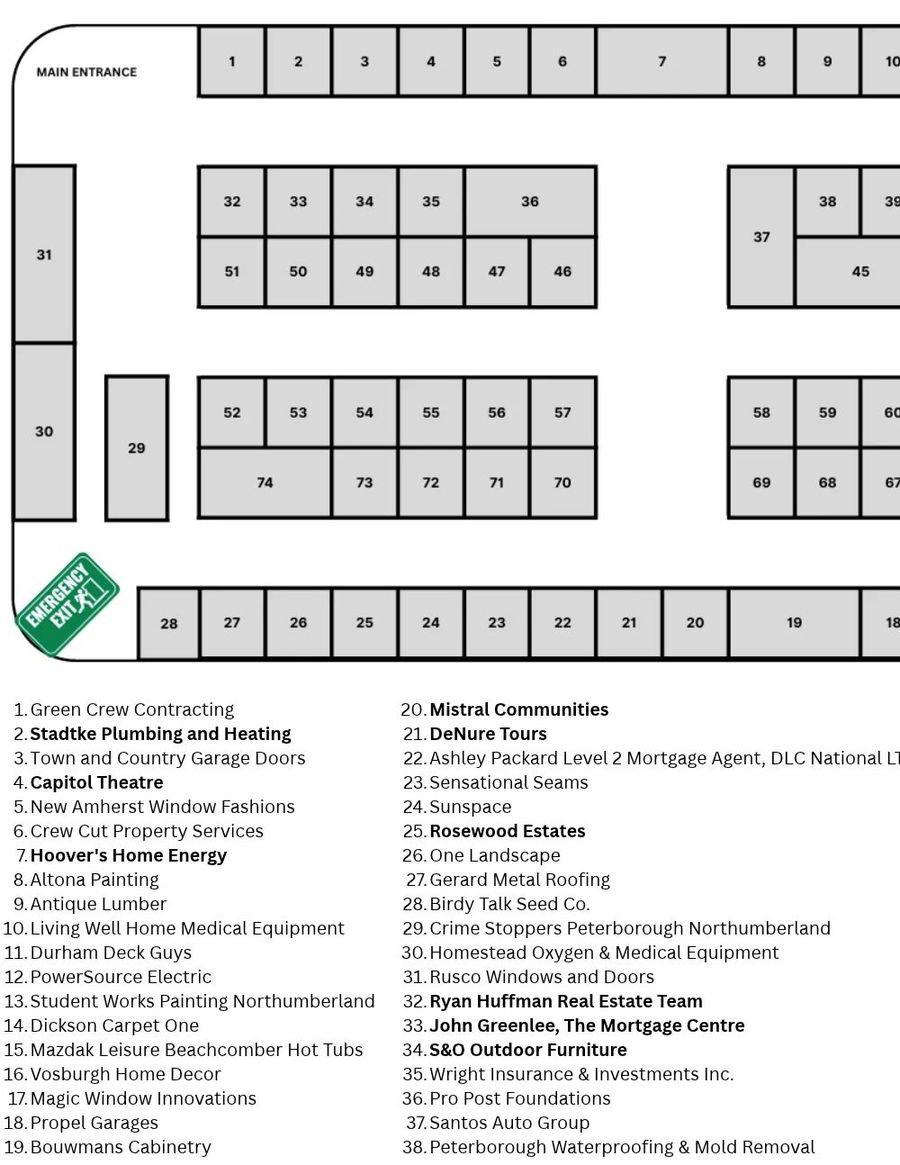 1 2 3 4 5 6 7 8 9 10
MAIN ENTRANCE
32 33 34 35 36 38 39
37
31
51 50 49 48 47 46 45
52 53 54 55 56 57 58 59 60
30
29
74 73 72 71 70 69 68 67
EMERGENCY
EXIT
28 27 26 25 24 23 22 21 20 19 18
1. Green Crew Contracting
2. Stadtke Plumbing and Heating
3. Town and Country Garage Doors
4. Capitol Theatre
5. New Amherst Window Fashions
6. Crew Cut Property Services
7. Hoover's Home Energy
8. Altona Painting
9. Antique Lumber
10. Living Well Home Medical Equipment
11. Durham Deck Guys
12. PowerSource Electric
13. Student Works Painting Northumberland
14. Dickson Carpet One
15. Mazdak Leisure Beachcomber Hot Tubs
16. Vosburgh Home Decor
17. Magic Window Innovations
18. Propel Garages
19. Bouwmans Cabinetry
20. Mistral Communities
21. DeNure Tours
22. Ashley Packard Level 2 Mortgage Agent, DLC National LT
23. Sensational Seams
24. Sunspace
25. Rosewood Estates
26. One Landscape
27. Gerard Metal Roofing
28. Birdy Talk Seed Co.
29. Crime Stoppers Peterborough Northumberland
30. Homestead Oxygen & Medical Equipment
31. Rusco Windows and Doors
32. Ryan Huffman Real Estate Team
33. John Greenlee, The Mortgage Centre
34. S&O Outdoor Furniture
35. Wright Insurance & Investments Inc.
36. Pro Post Foundations
37. Santos Auto Group
38. Peterborough Waterproofing & Mold Removal